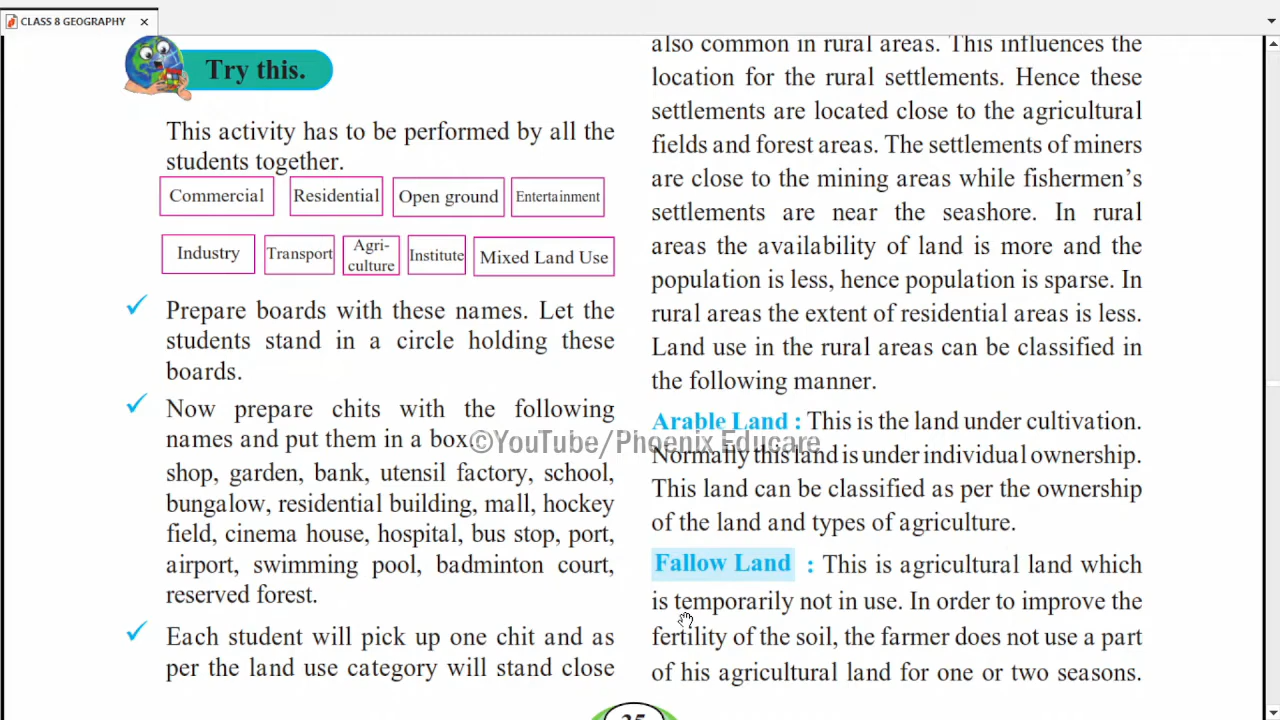 CLASS 8 GEOGRAPHY
Try this.
This activity has to be performed by all the
students together.
Commercial
Residential
Open ground
Entertainment
Industry
Transport
Agri-
culture
Institute
Mixed Land Use
Prepare boards with these names. Let the
students stand in a circle holding these
boards.
Now prepare chits with the following
names and put them in a box.
shop, garden, bank, utensil factory, school,
bungalow, residential building, mall, hockey
field, cinema house, hospital, bus stop, port,
airport, swimming pool, badminton court,
reserved forest.
Each student will pick up one chit and as
per the land use category will stand close
also common in rural areas. This influences the
location for the rural settlements. Hence these
settlements are located close to the agricultural
fields and forest areas. The settlements of miners
are close to the mining areas while fishermen's
settlements are near the seashore. In rural
areas the availability of land is more and the
population is less, hence population is sparse. In
rural areas the extent of residential areas is less.
Land use in the rural areas can be classified in
the following manner.
Arable Land : This is the land under cultivation.
©YouTube/Phoenix Educare
Normally this land is under individual ownership.
This land can be classified as per the ownership
of the land and types of agriculture.
Fallow Land : This is agricultural land which
is temporarily not in use. In order to improve the
fertility of the soil, the farmer does not use a part
of his agricultural land for one or two seasons.
35